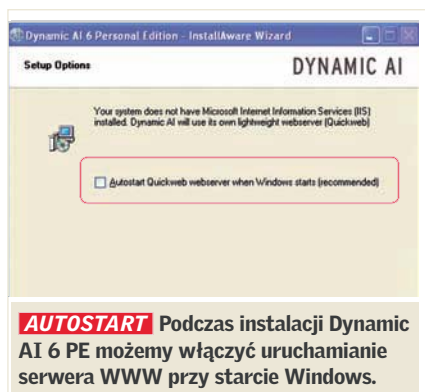 Dynamic AI 6 Personal Edition - InstallAware Wizard
Setup Options
DYNAMIC AI
Your system does not have Microsoft Internet Information Services (IIS)
installed. Dynamic AI will use its own lightweight webserver (Quickweb)
Autostart Quickweb webserver when Windows starts (recommended)
AUTOSTART Podczas instalacji Dynamic
AI 6 PE możemy włączyć uruchamianie
serwera WWW przy starcie Windows.